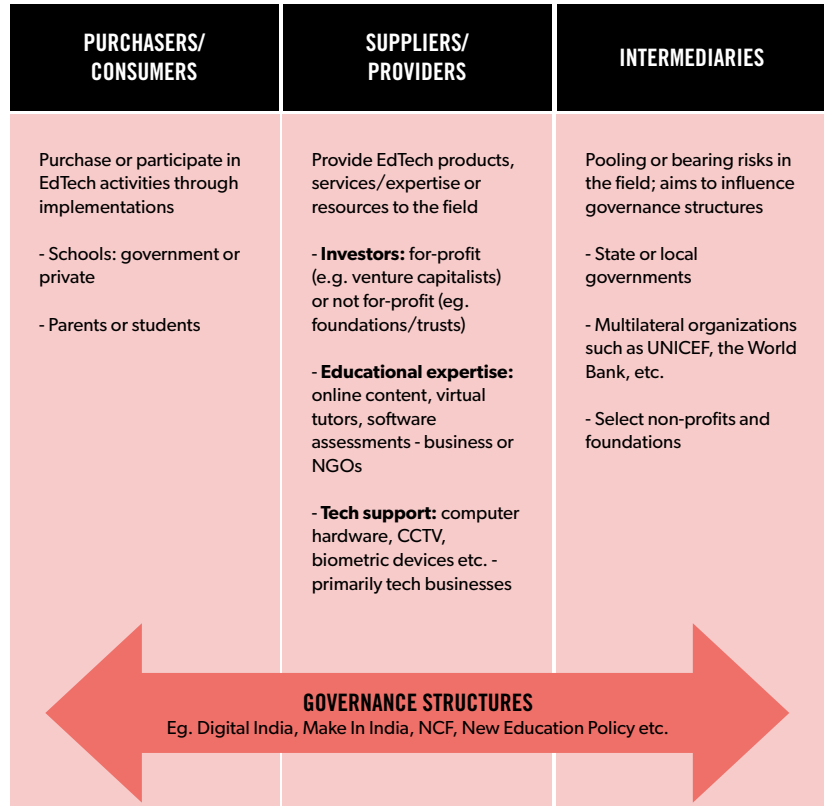 PURCHASERS/
CONSUMERS
SUPPLIERS/
PROVIDERS
INTERMEDIARIES
Purchase or participate in
EdTech activities through
implementations
- Schools: government or
private
- Parents or students
Provide EdTech products,
services/expertise or
resources to the field
- Investors: for-profit
(e.g. venture capitalists)
or not for-profit (eg.
foundations/trusts)
- Educational expertise:
online content, virtual
tutors, software
assessments - business or
NGOs
- Tech support: computer
hardware, CCTV,
biometric devices etc. -
primarily tech businesses
Pooling or bearing risks in
the field; aims to influence
governance structures
- State or local
governments
- Multilateral organizations
such as UNICEF, the World
Bank, etc.
- Select non-profits and
foundations
GOVERNANCE STRUCTURES
Eg. Digital India, Make In India, NCF, New Education Policy etc.